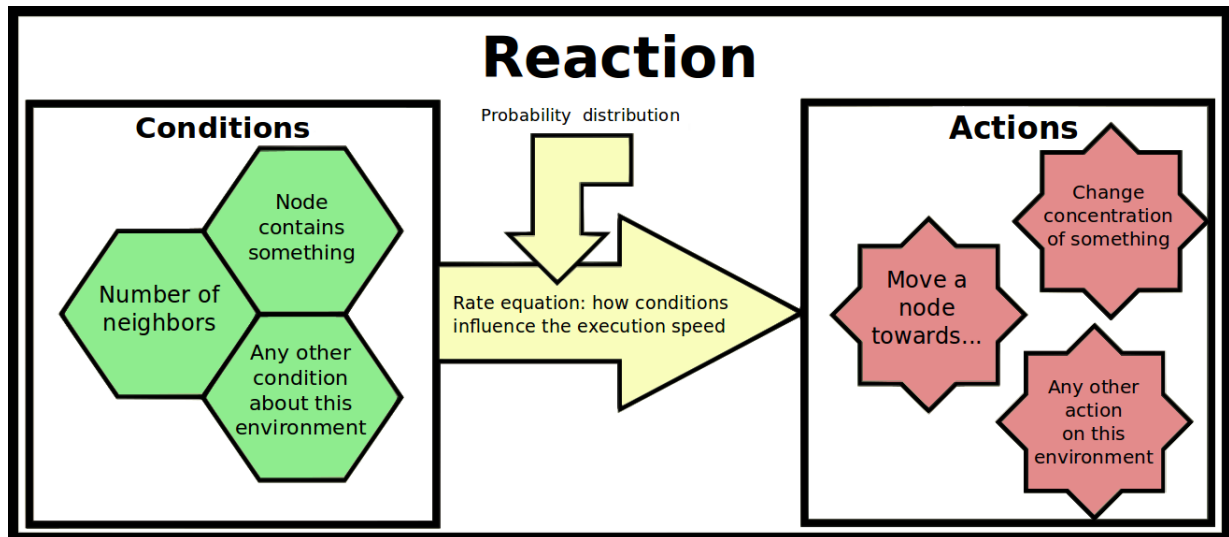 Reaction
Conditions
Node
contains
something
Number of
neighbors
Any other
condition
about this
environment
Probability distribution
Rate equation: how conditions
influence the execution speed
Actions
Change
concentration
of something
Move a
node
towards...
Any other
action
on this
environment